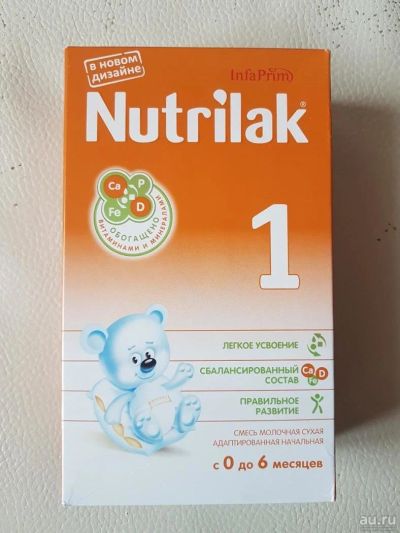 в новом
дизайне
InfaPrim
Nutrilak®
Ca P
Fe D
ОБОГАЩЕНО
ВИТАМИНАМИ И МИНЕРАЛАМИ
1
ЛЕГКОЕ УСВОЕНИЕ
СБАЛАНСИРОВАННЫЙ
СОСТАВ
Ca D
Fe
ПРАВИЛЬНОЕ
РАЗВИТИЕ
СМЕСЬ МОЛОЧНАЯ СУХАЯ
АДАПТИРОВАННАЯ НАЧАЛЬНАЯ
с 0 до 6 месяцев
au.ru